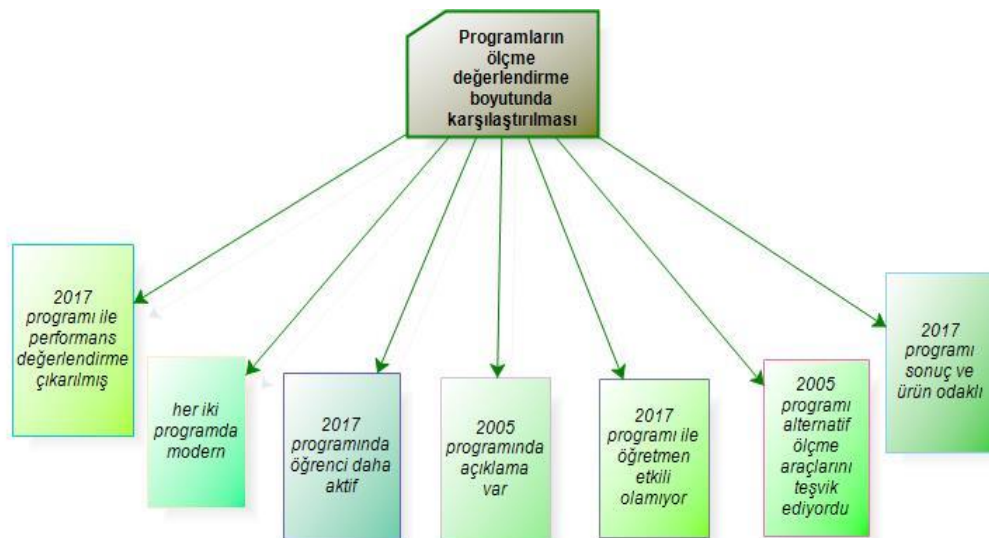 Programların
ölçme
değerlendirme
boyutunda
karşılaştırılması
2017
programı ile
performans
değerlendirme
çıkarılmış
her iki
programda
modern
2017
programında
öğrenci daha
aktif
2005
programında
açıklama
var
2017
programı ile
öğretmen
etkili
olamıyor
2005
programı
alternatif
ölçme
araçlarını
teşvik
ediyordu
2017
programı
sonuç ve
ürün odaklı